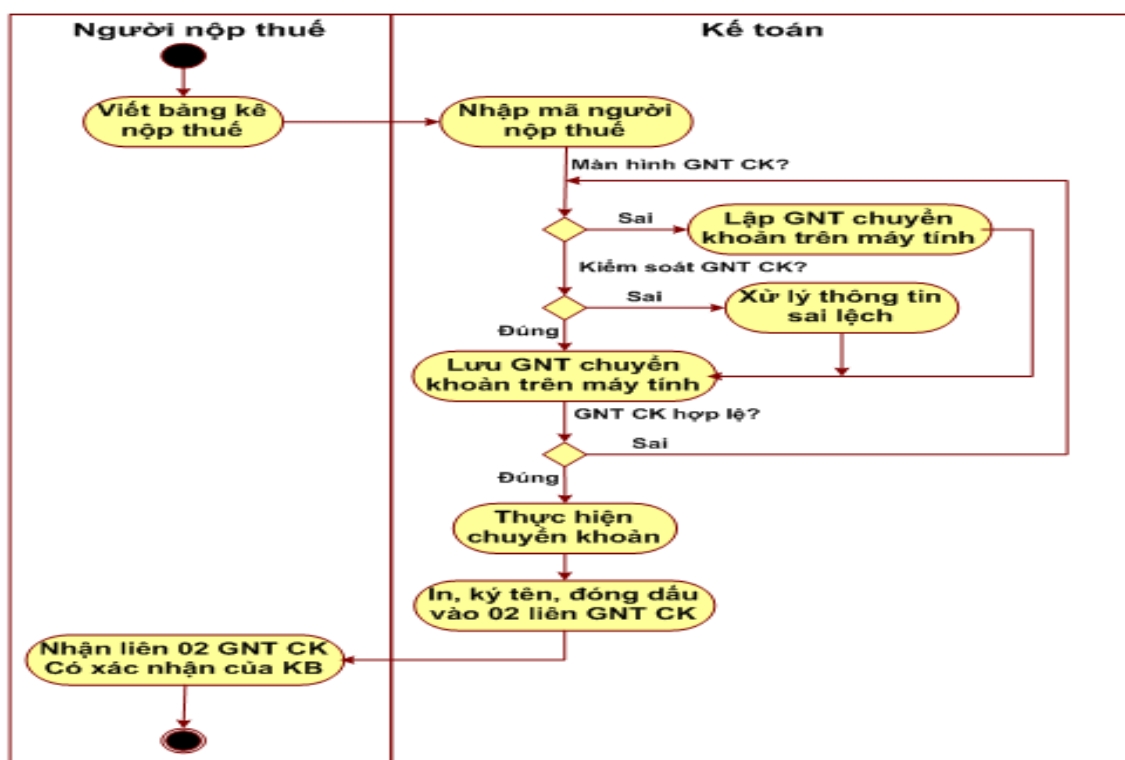 Người nộp thuế
Kế toán
Viết bảng kê
nộp thuế
Nhập mã người
nộp thuế
Màn hình GNT CK?
Sai
Lập GNT chuyển
khoản trên máy tính
Kiểm soát GNT CK?
Sai
Xử lý thông tin
sai lệch
Đúng
Lưu GNT chuyển
khoản trên máy tính
GNT CK hợp lệ?
Sai
Đúng
Thực hiện
chuyển khoản
In, ký tên, đóng dấu
vào 02 liên GNT CK
Nhận liên 02 GNT CK
Có xác nhận của KB